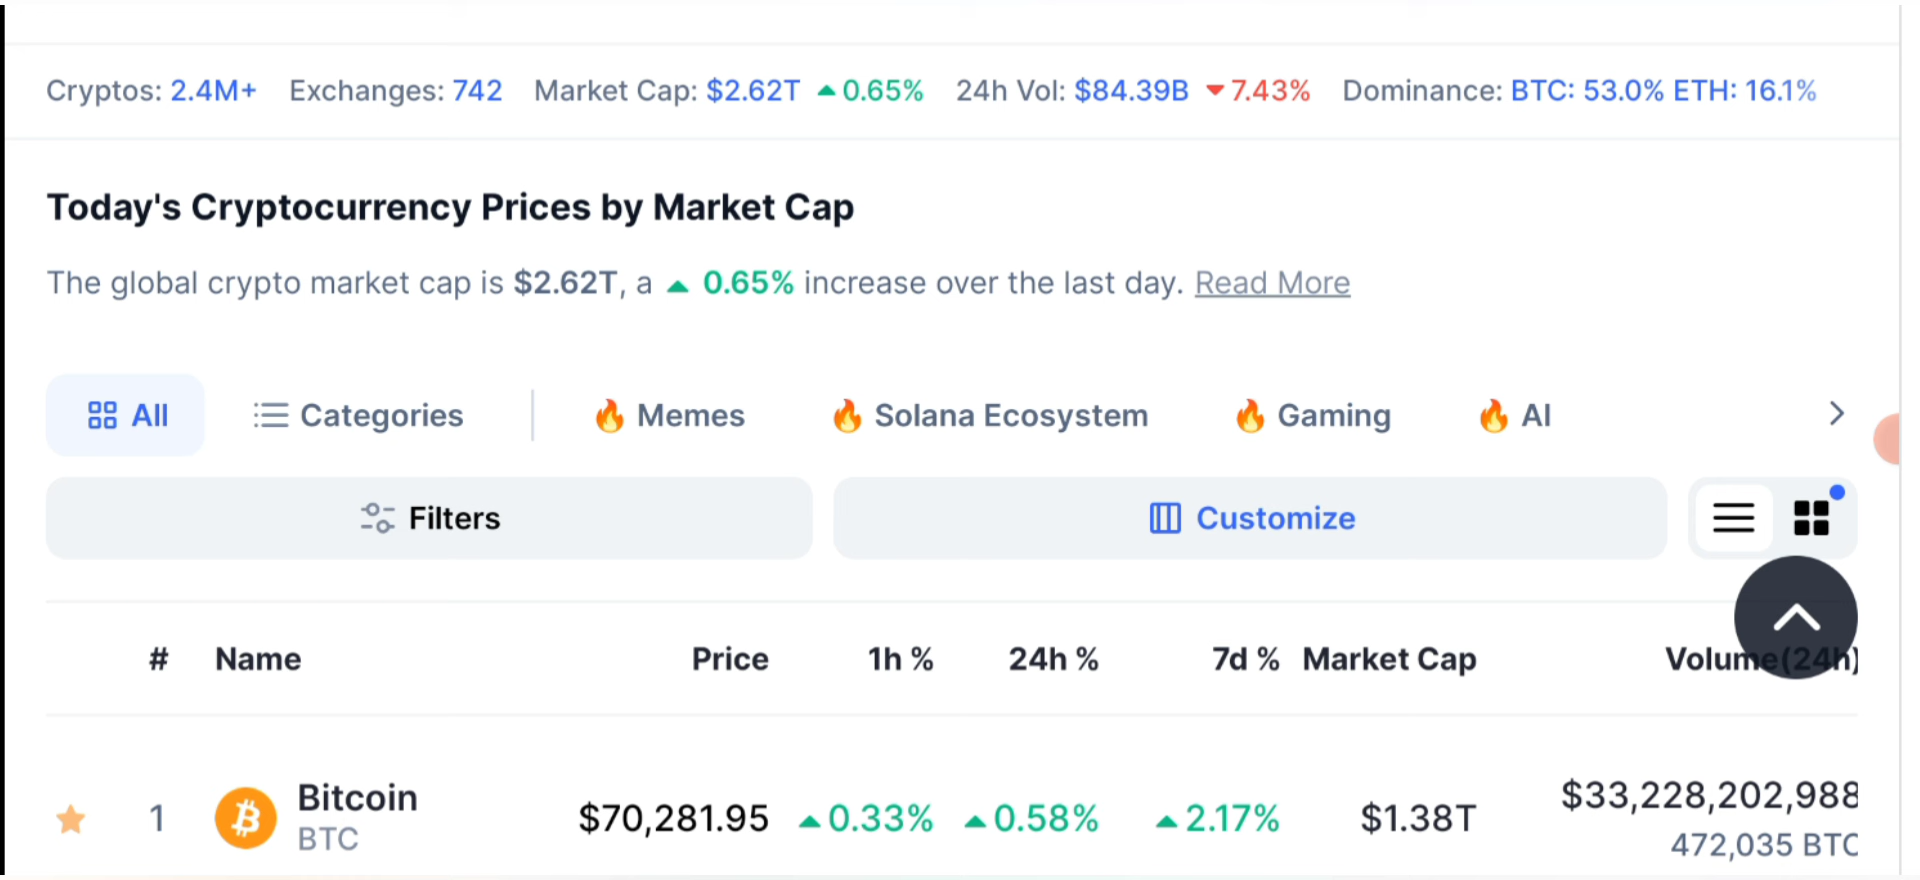 Cryptos: 2.4M+ Exchanges: 742 Market Cap: $2.62T 0.65% 24h Vol: $84.39B 7.43% Dominance: BTC: 53.0% ETH: 16.1%
Today's Cryptocurrency Prices by Market Cap
The global crypto market cap is $2.62T, a 0.65% increase over the last day. Read More
All Categories Memes Solana Ecosystem Gaming AI
Filters Customize
# Name Price 1h % 24h % 7d % Market Cap Volume(24h)
1 Bitcoin BTC $70,281.95 0.33% 0.58% 2.17% $1.38T $33,228,202,988
472,035 BTC